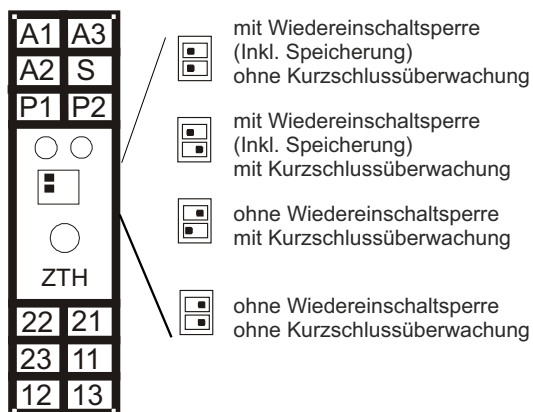 A1 A3
A2 S
P1 P2
ZTH
22 21
23 11
12 13
mit Wiedereinschaltsperre
(Inkl. Speicherung)
ohne Kurzschlussüberwachung
mit Wiedereinschaltsperre
(Inkl. Speicherung)
mit Kurzschlussüberwachung
ohne Wiedereinschaltsperre
mit Kurzschlussüberwachung
ohne Wiedereinschaltsperre
ohne Kurzschlussüberwachung